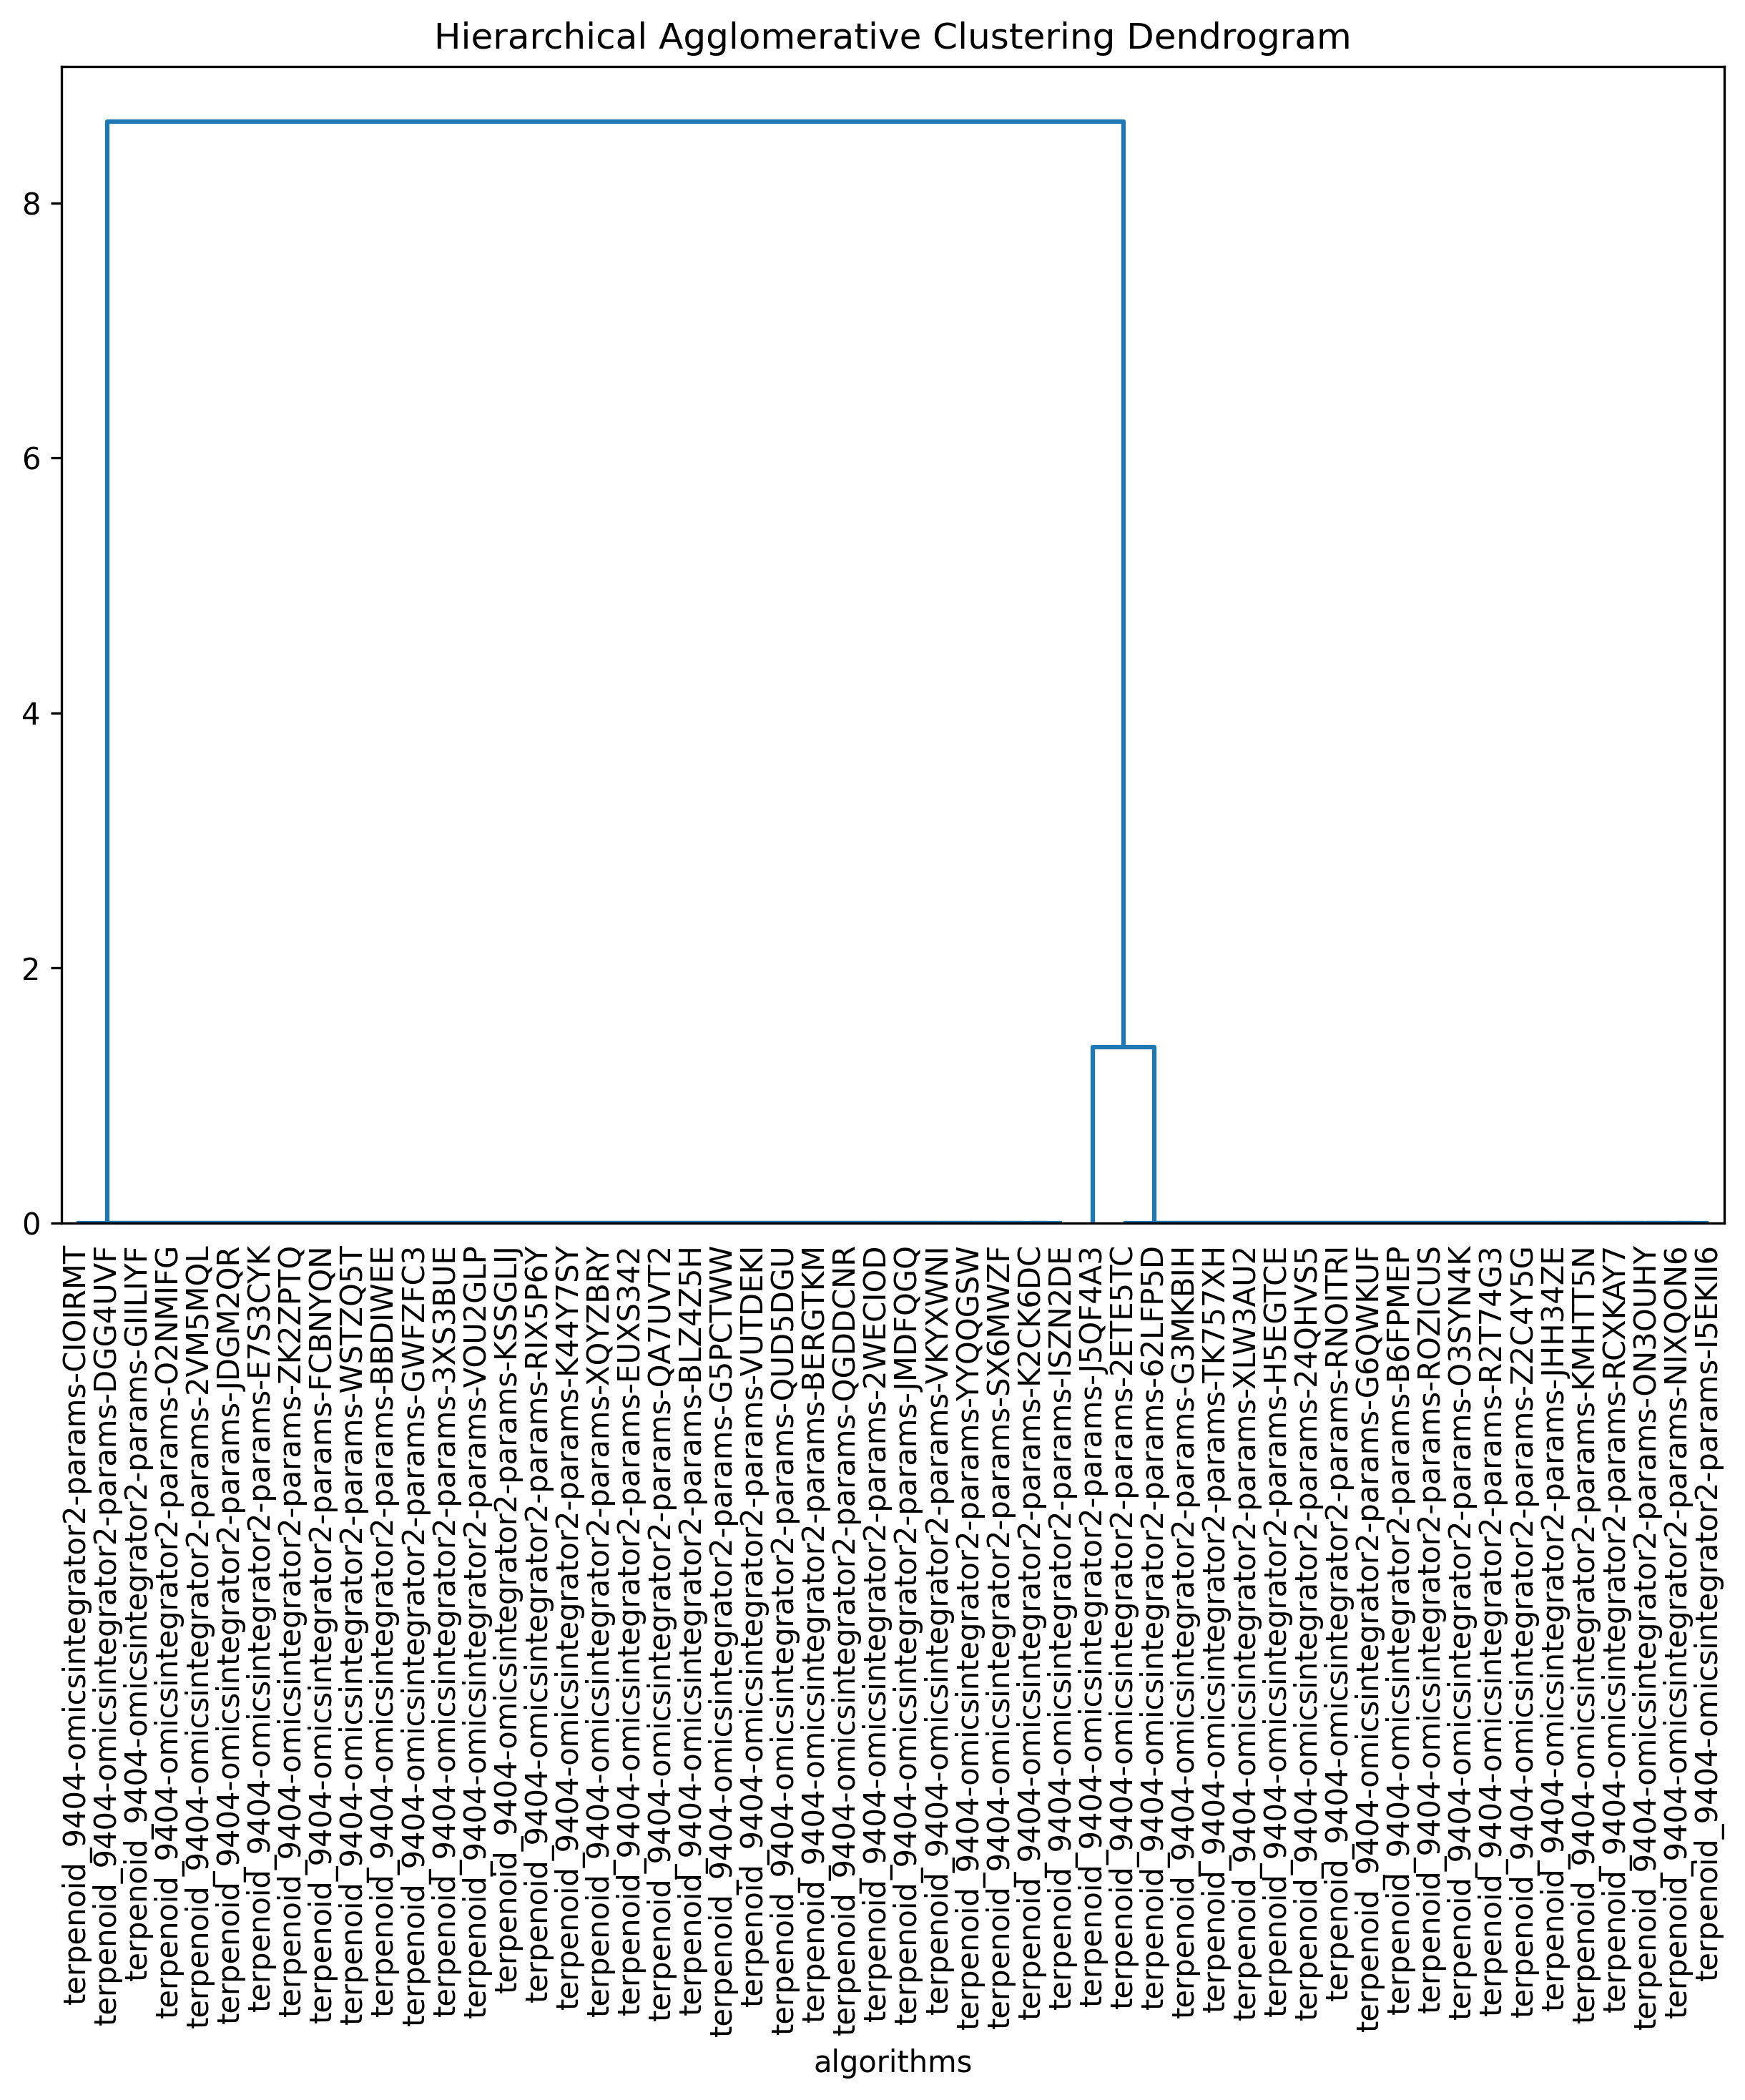 Hierarchical Agglomerative Clustering Dendrogram
8
6
4
2
0
terpenoid_9404-omicsintegrator2-params-CIOIRMT
terpenoid_9404-omicsintegrator2-params-DGG4UVF
terpenoid_9404-omicsintegrator2-params-GIILIYF
terpenoid_9404-omicsintegrator2-params-O2NMIFG
terpenoid_9404-omicsintegrator2-params-2VM5MQL
terpenoid_9404-omicsintegrator2-params-JDGM2QR
terpenoid_9404-omicsintegrator2-params-E7S3CYK
terpenoid_9404-omicsintegrator2-params-ZK2ZPTQ
terpenoid_9404-omicsintegrator2-params-FCBNYQN
terpenoid_9404-omicsintegrator2-params-WSTZQ5T
terpenoid_9404-omicsintegrator2-params-BBDIWEE
terpenoid_9404-omicsintegrator2-params-GWFZFC3
terpenoid_9404-omicsintegrator2-params-3XS3BUE
terpenoid_9404-omicsintegrator2-params-VOU2GLP
terpenoid_9404-omicsintegrator2-params-KSSGLIJ
terpenoid_9404-omicsintegrator2-params-RIX5P6Y
terpenoid_9404-omicsintegrator2-params-K44Y7SY
terpenoid_9404-omicsintegrator2-params-XQYZBRY
terpenoid_9404-omicsintegrator2-params-EUXS342
terpenoid_9404-omicsintegrator2-params-QA7UVT2
terpenoid_9404-omicsintegrator2-params-BLZ4Z5H
terpenoid_9404-omicsintegrator2-params-G5PCTWW
terpenoid_9404-omicsintegrator2-params-VUTDEKI
terpenoid_9404-omicsintegrator2-params-QUD5DGU
terpenoid_9404-omicsintegrator2-params-BERGTKM
terpenoid_9404-omicsintegrator2-params-QGDDCNR
terpenoid_9404-omicsintegrator2-params-2WECIOD
terpenoid_9404-omicsintegrator2-params-JMDFQGQ
terpenoid_9404-omicsintegrator2-params-VKYXWNI
terpenoid_9404-omicsintegrator2-params-YYQQGSW
terpenoid_9404-omicsintegrator2-params-SX6MWZF
terpenoid_9404-omicsintegrator2-params-K2CK6DC
terpenoid_9404-omicsintegrator2-params-ISZN2DE
terpenoid_9404-omicsintegrator2-params-J5QF4A3
terpenoid_9404-omicsintegrator2-params-2ETE5TC
terpenoid_9404-omicsintegrator2-params-62LFP5D
terpenoid_9404-omicsintegrator2-params-G3MKBIH
terpenoid_9404-omicsintegrator2-params-TK757XH
terpenoid_9404-omicsintegrator2-params-XLW3AU2
terpenoid_9404-omicsintegrator2-params-H5EGTCE
terpenoid_9404-omicsintegrator2-params-24QHVS5
terpenoid_9404-omicsintegrator2-params-RNOITRI
terpenoid_9404-omicsintegrator2-params-G6QWKUF
terpenoid_9404-omicsintegrator2-params-B6FPMEP
terpenoid_9404-omicsintegrator2-params-ROZICUS
terpenoid_9404-omicsintegrator2-params-O3SYN4K
terpenoid_9404-omicsintegrator2-params-R2T74G3
terpenoid_9404-omicsintegrator2-params-Z2C4Y5G
terpenoid_9404-omicsintegrator2-params-JHH34ZE
terpenoid_9404-omicsintegrator2-params-KMHTT5N
terpenoid_9404-omicsintegrator2-params-RCXKAY7
terpenoid_9404-omicsintegrator2-params-ON3OUHY
terpenoid_9404-omicsintegrator2-params-NIXQON6
terpenoid_9404-omicsintegrator2-params-I5EKII6
algorithms